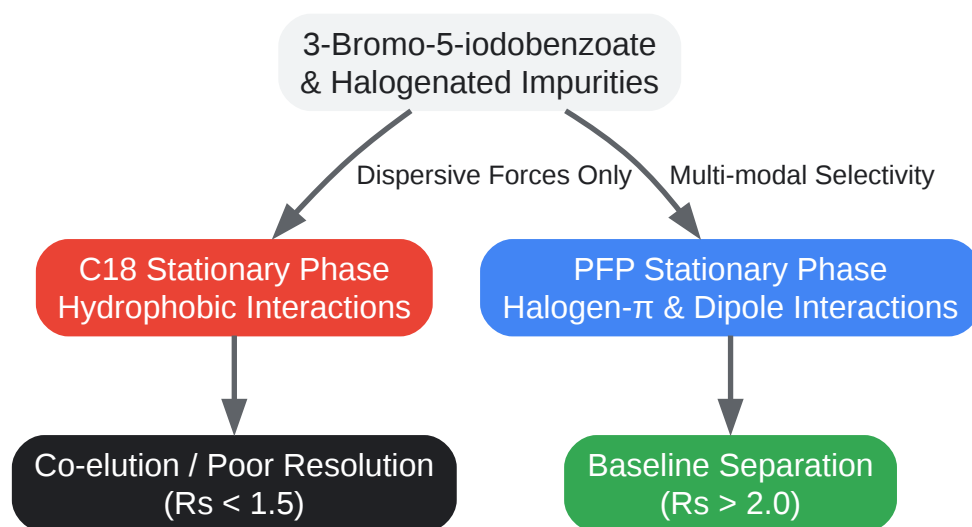 3-Bromo-5-iodobenzoate
& Halogenated Impurities
Dispersive Forces Only
Multi-modal Selectivity
C18 Stationary Phase
Hydrophobic Interactions
PFP Stationary Phase
Halogen-π & Dipole Interactions
Co-elution / Poor Resolution
(Rs < 1.5)
Baseline Separation
(Rs > 2.0)